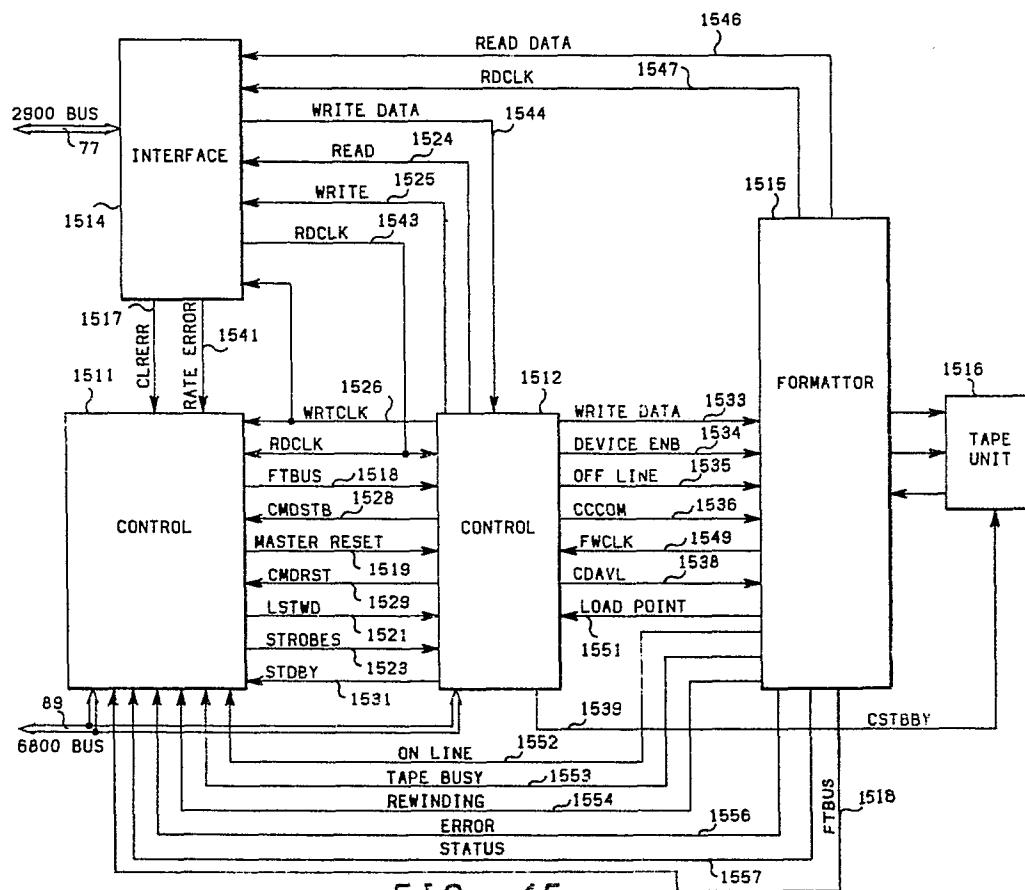 READ DATA
1546
RDCLK
1547
2900 BUS
77
WRITE DATA
1544
INTERFACE
READ
1524
WRITE
1525
1515
1514
RDCLK
1543
1517
CLRERR
RATE ERROR
1541
1511
1526
1512
FORMATTOR
1516
WRTCLK
WRITE DATA
1533
RDCLK
DEVICE ENB
1534
TAPE
UNIT
FTBUS
1518
OFF LINE
1535
CONTROL
CMDSTB
1528
CONTROL
CCCOM
1536
MASTER RESET
1519
FWCLK
1549
CMDRST
1529
CDAVL
1538
LSTWD
1521
LOAD POINT
1551
STROBES
1523
STDBY
1531
89
6800 BUS
1539
CSTBBY
ON LINE
1552
TAPE BUSY
1553
REWINDING
1554
FTBUS
1518
ERROR
1556
STATUS
1557